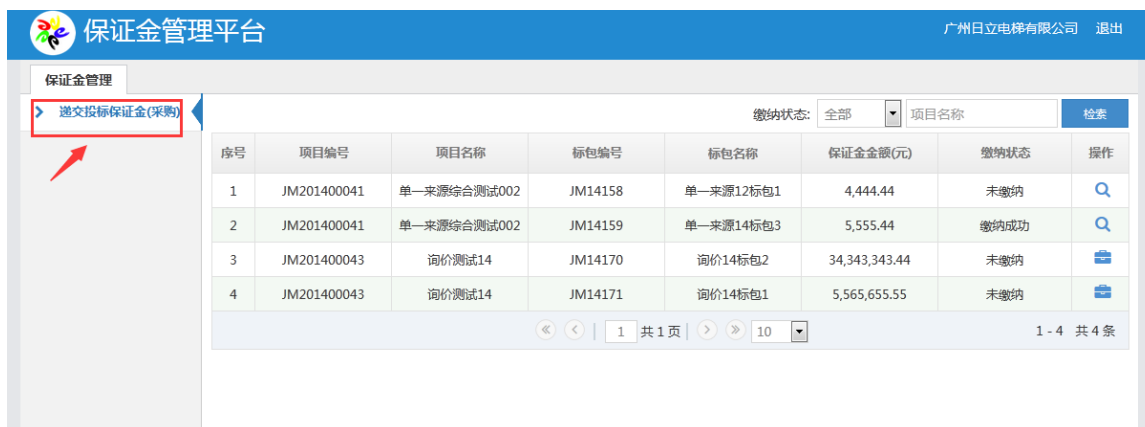 保证金管理平台
广州日立电梯有限公司 退出
保证金管理
递交投标保证金(采购)
缴纳状态: 全部 项目名称 检索
序号 项目编号 项目名称 标包编号 标包名称 保证金金额(元) 缴纳状态 操作
1 JM201400041 单一来源综合测试002 JM14158 单一来源12标包1 4,444.44 未缴纳
2 JM201400041 单一来源综合测试002 JM14159 单一来源14标包3 5,555.44 缴纳成功
3 JM201400043 询价测试14 JM14170 询价14标包2 34,343,343.44 未缴纳
4 JM201400043 询价测试14 JM14171 询价14标包1 5,565,655.55 未缴纳
1 共1页 10 1 - 4 共4条